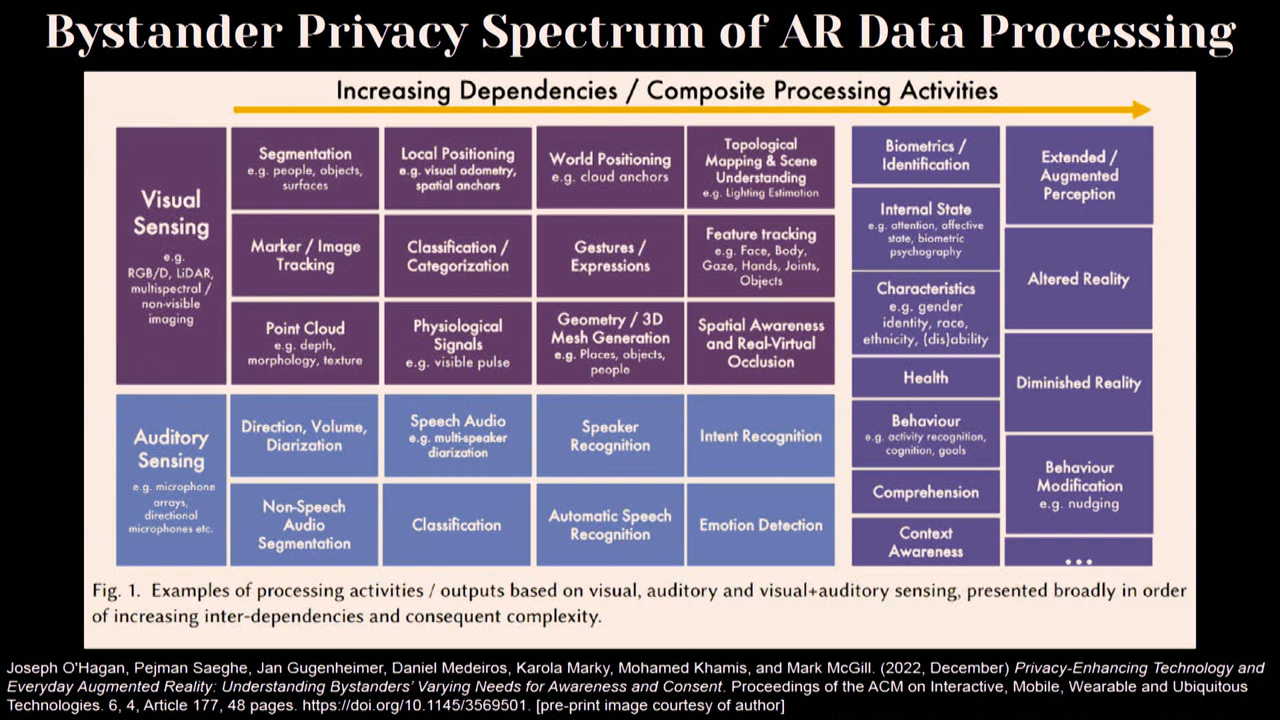 Bystander Privacy Spectrum of AR Data Processing
Increasing Dependencies / Composite Processing Activities
Visual
Sensing
e.g.
RGB/D, LiDAR,
multispectral /
non-visible
imaging
Segmentation
e.g. people, objects,
surfaces
Local Positioning
e.g. visual odometry,
spatial anchors
World Positioning
e.g. cloud anchors
Topological
Mapping & Scene
Understanding
e.g. Lighting Estimation
Marker / Image
Tracking
Classification /
Categorization
Gestures /
Expressions
Feature tracking
e.g. Face, Body,
Gaze, Hands, Joints,
Objects
Point Cloud
e.g. depth,
morphology, texture
Physiological
Signals
e.g. visible pulse
Geometry / 3D
Mesh Generation
e.g. Places, objects,
people
Spatial Awareness
and Real-Virtual
Occlusion
Auditory
Sensing
e.g. microphone
arrays,
directional
microphones etc.
Direction, Volume,
Diarization
Speech Audio
e.g. multi-speaker
diarization
Speaker
Recognition
Intent Recognition
Non-Speech
Audio
Segmentation
Classification
Automatic Speech
Recognition
Emotion Detection
Biometrics /
Identification
Internal State
e.g. attention, affective
state, biometric
psychography
Characteristics
e.g. gender
identity, race,
ethnicity, (dis)ability
Health
Behaviour
e.g. activity recognition,
cognition, goals
Comprehension
Context
Awareness
Extended /
Augmented
Perception
Altered Reality
Diminished Reality
Behaviour
Modification
e.g. nudging
...
Fig. 1. Examples of processing activities / outputs based on visual, auditory and visual+auditory sensing, presented broadly in order
of increasing inter-dependencies and consequent complexity.
Joseph O'Hagan, Pejman Saeghe, Jan Gugenheimer, Daniel Medeiros, Karola Marky, Mohamed Khamis, and Mark McGill. (2022, December) Privacy-Enhancing Technology and
Everyday Augmented Reality: Understanding Bystanders' Varying Needs for Awareness and Consent. Proceedings of the ACM on Interactive, Mobile, Wearable and Ubiquitous
Technologies. 6, 4, Article 177, 48 pages. https://doi.org/10.1145/3569501. [pre-print image courtesy of author]